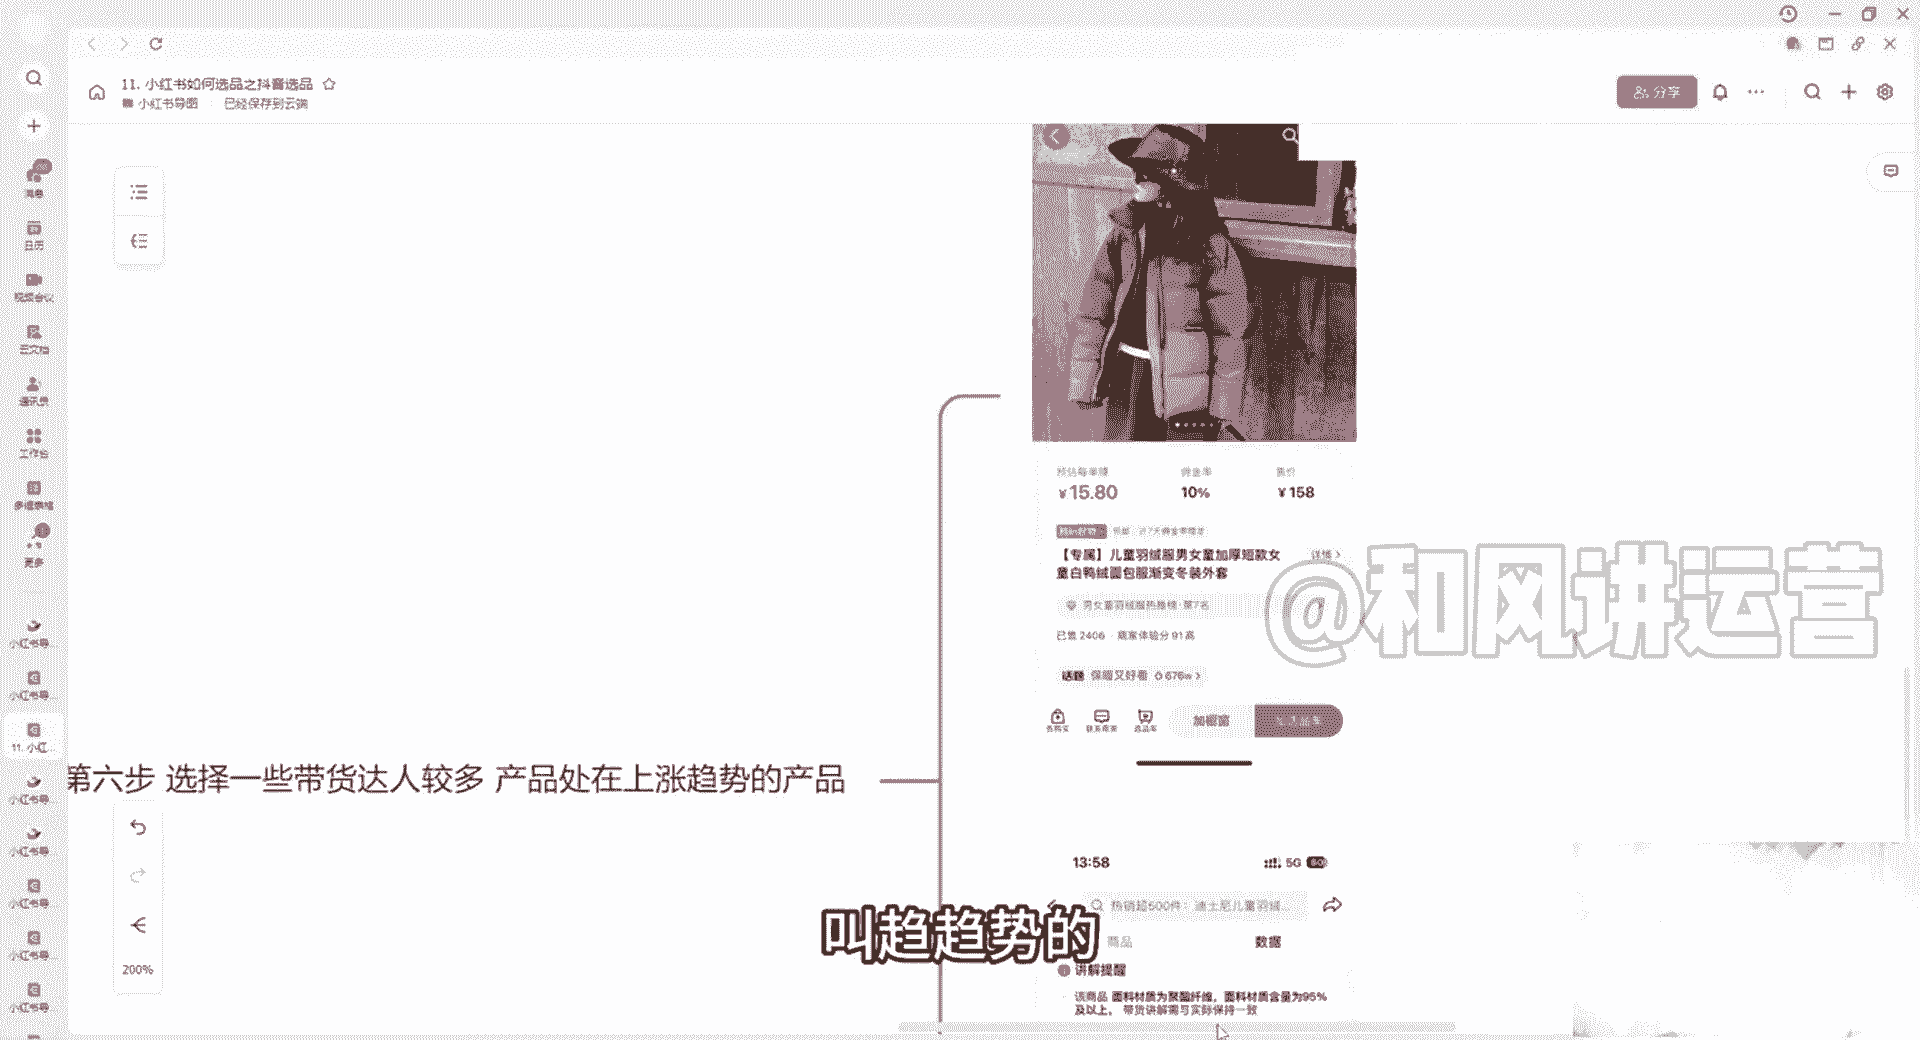 11. 小红书如何选品之抖音选品
小红书导图
已经保存到云端
分享
消息
日历
视频会议
云文档
通讯录
工作台
多维表格
更多
小红书导...
小红书导...
11. 小红...
小红书导...
小红书导...
小红书导...
小红书导...
小红书导...
第六步 选择一些带货达人较多 产品处在上涨趋势的产品
200%
预估每单赚
佣金率
售价
¥15.80
10%
¥158
【专属】儿童羽绒服男女童加厚短款女
童白鸭绒面包服渐变冬装外套
详情 >
男女童羽绒服热推榜·第7名
已售 2406 · 商家体验分 91 高
话题 保暖又好看 676w >
加橱窗
13:58
5G
热销超500件：迪士尼儿童羽绒...
商品
数据
讲解提醒
该商品 面料材质为聚酯纤维，面料材质含量为95%
及以上， 带货讲解需与实际保持一致
@和风讲运营
叫趋趋势的